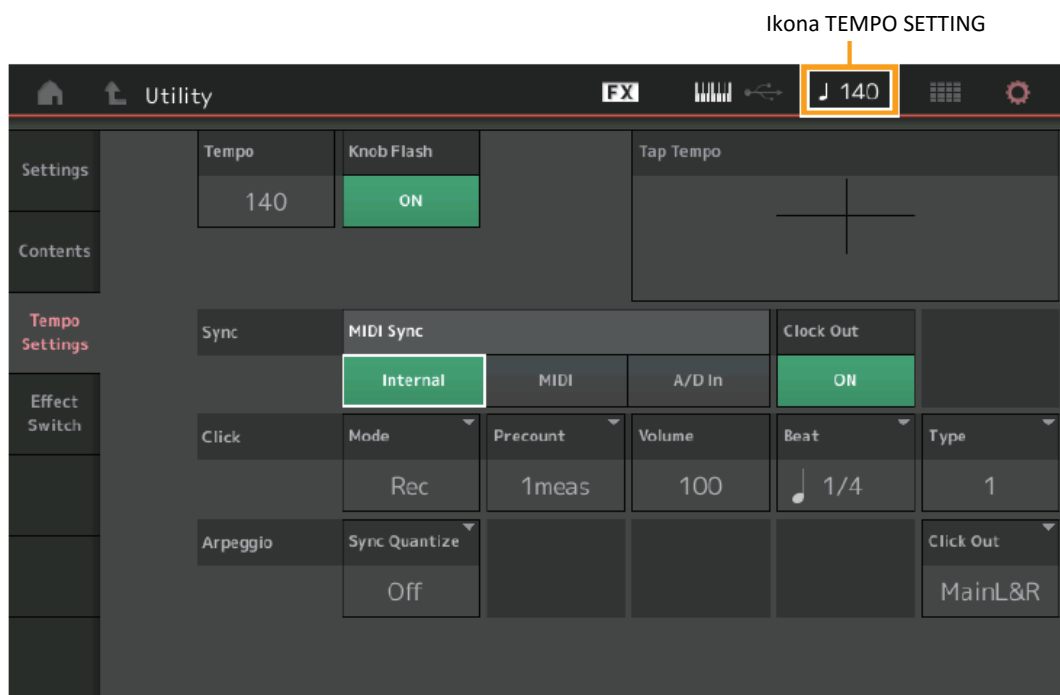 Ikona TEMPO SETTING
Utility FX 140
Settings
Contents
Tempo
Settings
Effect
Switch
Tempo Knob Flash Tap Tempo
140 ON
Sync MIDI Sync Clock Out
Internal MIDI A/D In ON
Click Mode Precount Volume Beat Type
Rec 1meas 100 1/4 1
Arpeggio Sync Quantize Click Out
Off MainL&R